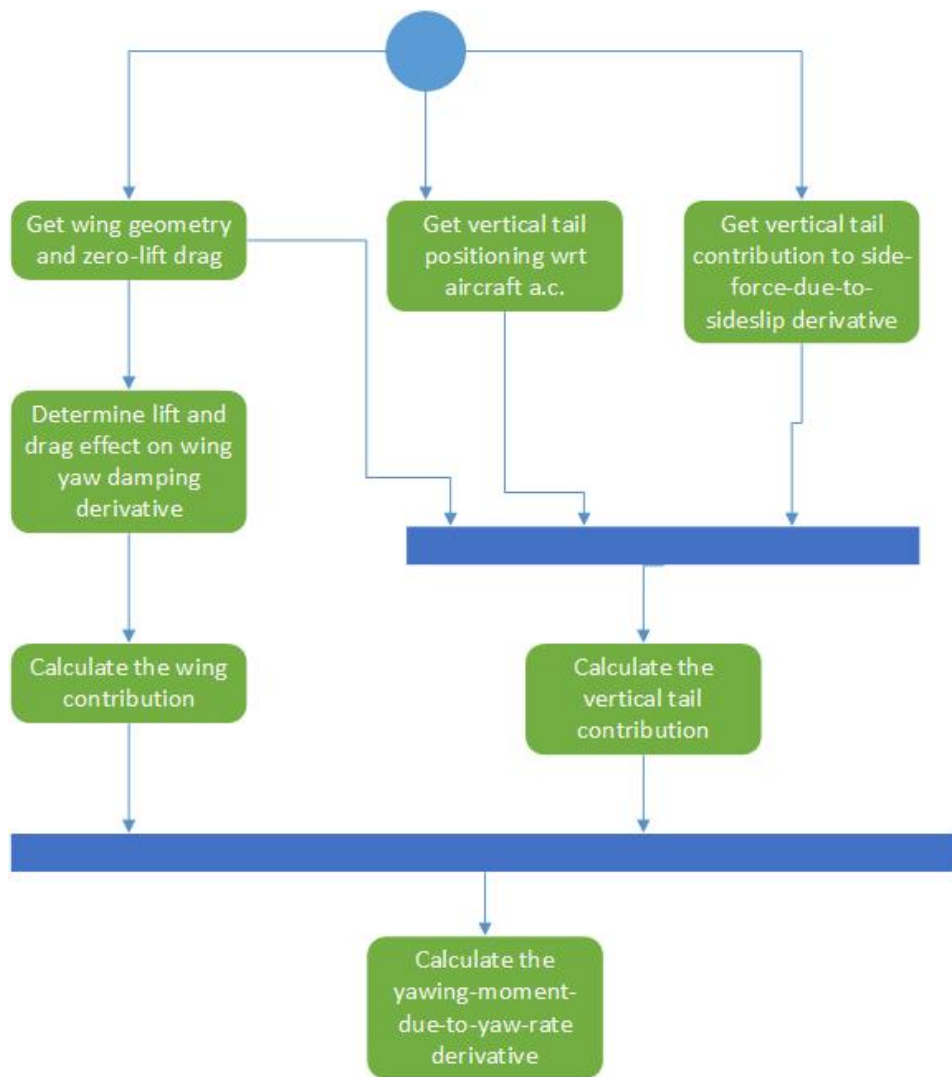 Get wing geometry
and zero-lift drag
Get vertical tail
positioning wrt
aircraft a.c.
Get vertical tail
contribution to side-
force-due-to-
sideslip derivative
Determine lift and
drag effect on wing
yaw damping
derivative
Calculate the wing
contribution
Calculate the
vertical tail
contribution
Calculate the
yawing-moment-
due-to-yaw-rate
derivative